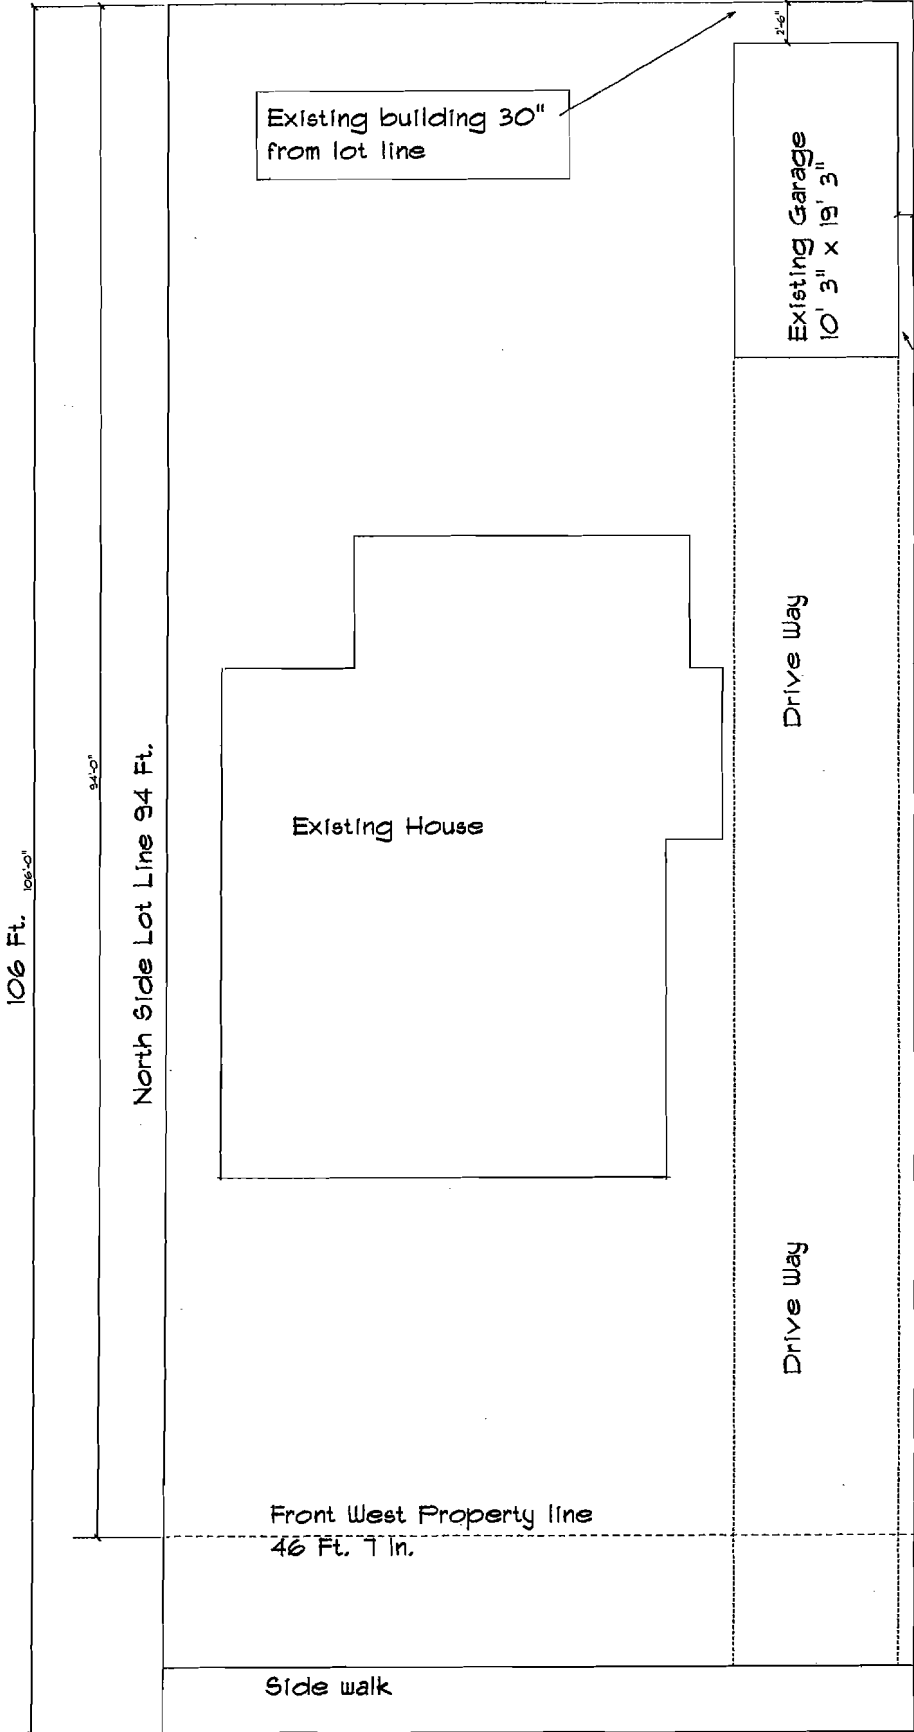 2'-6"
Existing building 30"
from lot line
Existing Garage
10' 3" x 19' 3"
Drive Way
94'-0"
North Side Lot Line 94 Ft.
Existing House
106 Ft.
106'-0"
Drive Way
Front West Property line
46 Ft. 7 in.
Side walk